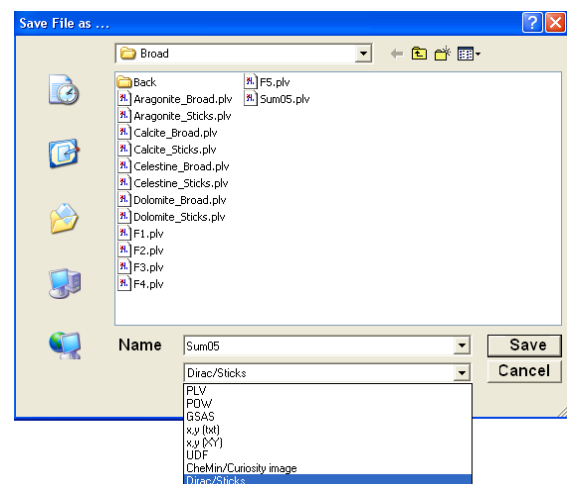 Save File as ...
Broad
Back
Aragonite_Broad.plv
Aragonite_Sticks.plv
Calcite_Broad.plv
Calcite_Sticks.plv
Celestine_Broad.plv
Celestine_Sticks.plv
Dolomite_Broad.plv
Dolomite_Sticks.plv
F1.plv
F2.plv
F3.plv
F4.plv
F5.plv
Sum05.plv
Name Sum05 Save
Dirac/Sticks Cancel
PLV
POW
GSAS
x,y (txt)
x,y (XY)
UDF
CheMin/Curiosity image
Dirac/Sticks